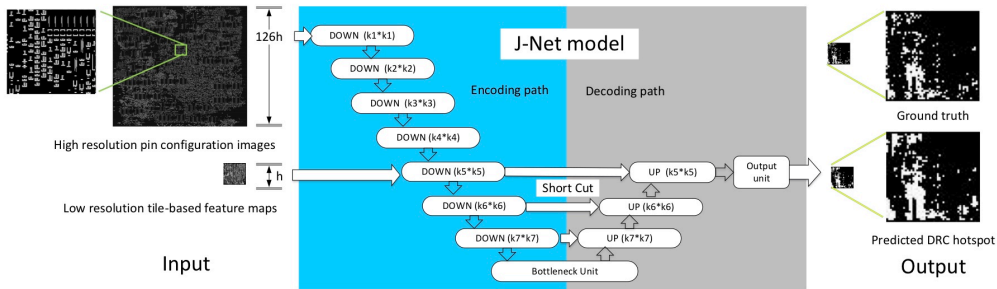 126h
High resolution pin configuration images
h
Low resolution tile-based feature maps
Input
J-Net model
Encoding path
Decoding path
DOWN (k1*k1)
DOWN (k2*k2)
DOWN (k3*k3)
DOWN (k4*k4)
DOWN (k5*k5)
UP (k5*k5)
Output
unit
Short Cut
DOWN (k6*k6)
UP (k6*k6)
DOWN (k7*k7)
UP (k7*k7)
Bottleneck Unit
Ground truth
Predicted DRC hotspot
Output